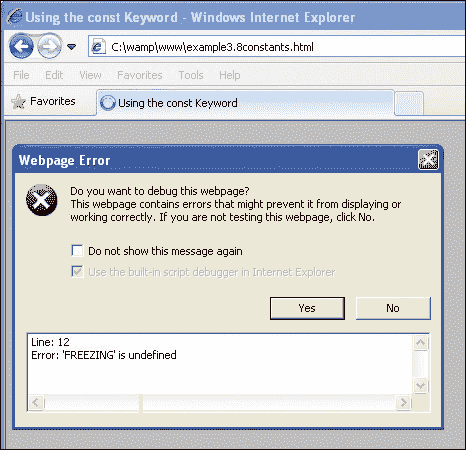 Using the const Keyword - Windows Internet Explorer
C:\wamp\www\example3.8constants.html
File Edit View Favorites Tools Help
Favorites Using the const Keyword
Webpage Error
Do you want to debug this webpage?
This webpage contains errors that might prevent it from displaying or
working correctly. If you are not testing this webpage, click No.
Do not show this message again
Use the built-in script debugger in Internet Explorer
Yes No
Line: 12
Error: 'FREEZING' is undefined